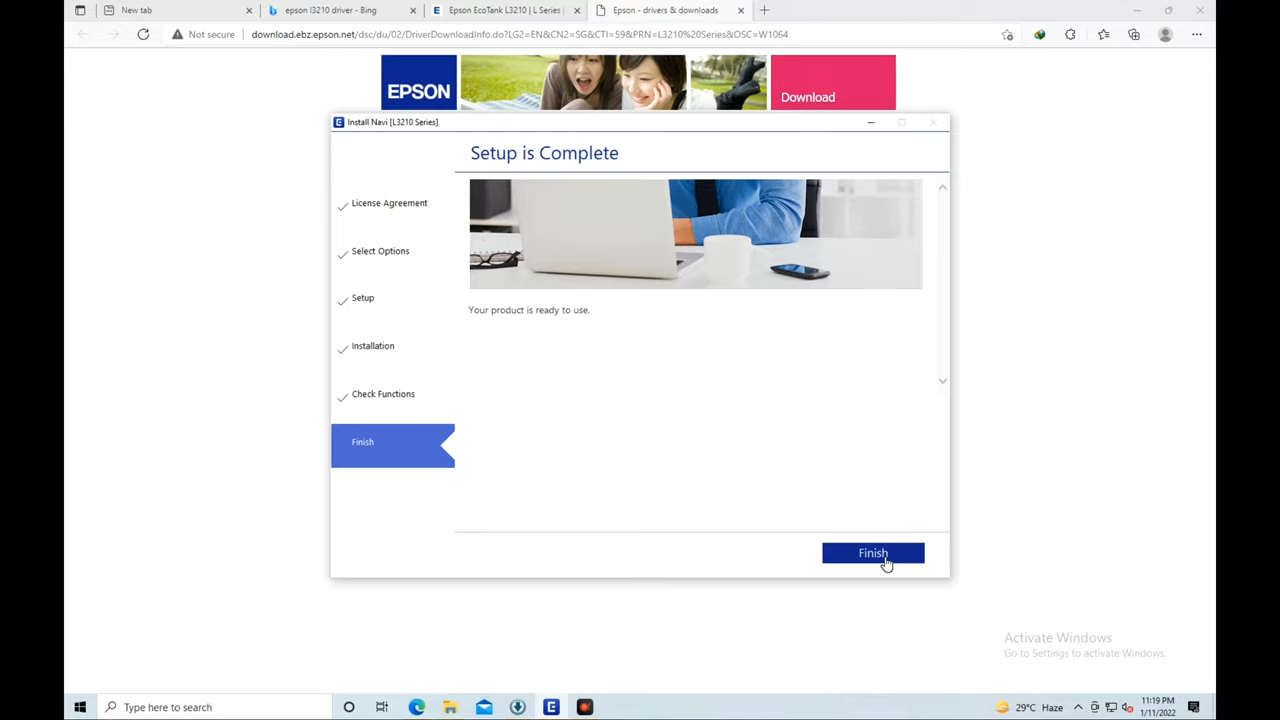 New tab
epson l3210 driver - Bing
Epson EcoTank L3210 | L Series |
Epson - drivers & downloads
Not secure
download.ebz.epson.net/dsc/du/02/DriverDownloadInfo.do?LG2=EN&CN2=SG&CTI=59&PRN=L3210%20Series&OSC=W1064
EPSON
Download
Install Navi [L3210 Series]
Setup is Complete
License Agreement
Select Options
Setup
Your product is ready to use.
Installation
Check Functions
Finish
Finish
Activate Windows
Go to Settings to activate Windows.
Type here to search
29°C Haze
11:19 PM
1/11/2022